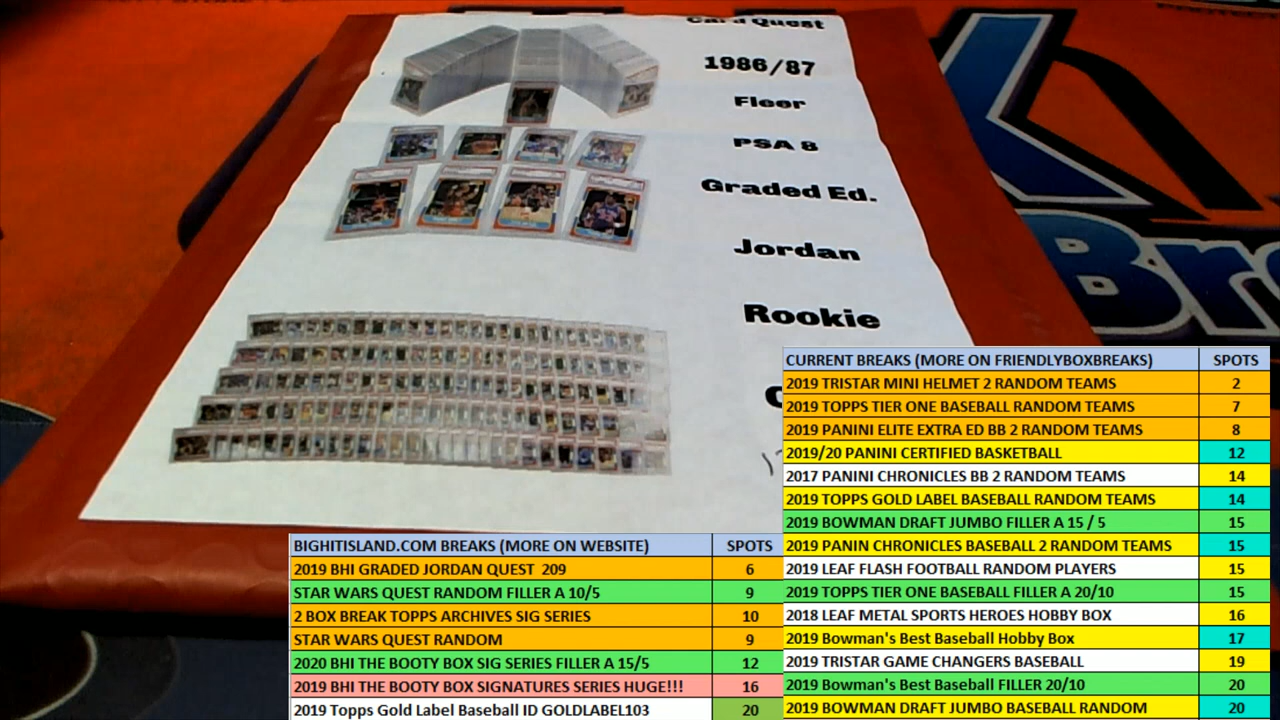 Card Quest
1986/87
Fleer
PSA 8
Graded Ed.
Jordan
Rookie
Bro
CURRENT BREAKS (MORE ON FRIENDLYBOXBREAKS) SPOTS
2019 TRISTAR MINI HELMET 2 RANDOM TEAMS 2
2019 TOPPS TIER ONE BASEBALL RANDOM TEAMS 7
2019 PANINI ELITE EXTRA ED BB 2 RANDOM TEAMS 8
2019/20 PANINI CERTIFIED BASKETBALL 12
2017 PANINI CHRONICLES BB 2 RANDOM TEAMS 14
2019 TOPPS GOLD LABEL BASEBALL RANDOM TEAMS 14
2019 BOWMAN DRAFT JUMBO FILLER A 15 / 5 15
2019 PANIN CHRONICLES BASEBALL 2 RANDOM TEAMS 15
2019 LEAF FLASH FOOTBALL RANDOM PLAYERS 15
2019 TOPPS TIER ONE BASEBALL FILLER A 20/10 15
2018 LEAF METAL SPORTS HEROES HOBBY BOX 16
2019 Bowman's Best Baseball Hobby Box 17
2019 TRISTAR GAME CHANGERS BASEBALL 19
2019 Bowman's Best Baseball FILLER 20/10 20
2019 BOWMAN DRAFT JUMBO BASEBALL RANDOM 20
BIGHITISLAND.COM BREAKS (MORE ON WEBSITE) SPOTS
2019 BHI GRADED JORDAN QUEST 209 6
STAR WARS QUEST RANDOM FILLER A 10/5 9
2 BOX BREAK TOPPS ARCHIVES SIG SERIES 10
STAR WARS QUEST RANDOM 9
2020 BHI THE BOOTY BOX SIG SERIES FILLER A 15/5 12
2019 BHI THE BOOTY BOX SIGNATURES SERIES HUGE!!! 16
2019 Topps Gold Label Baseball ID GOLDLABEL103 20